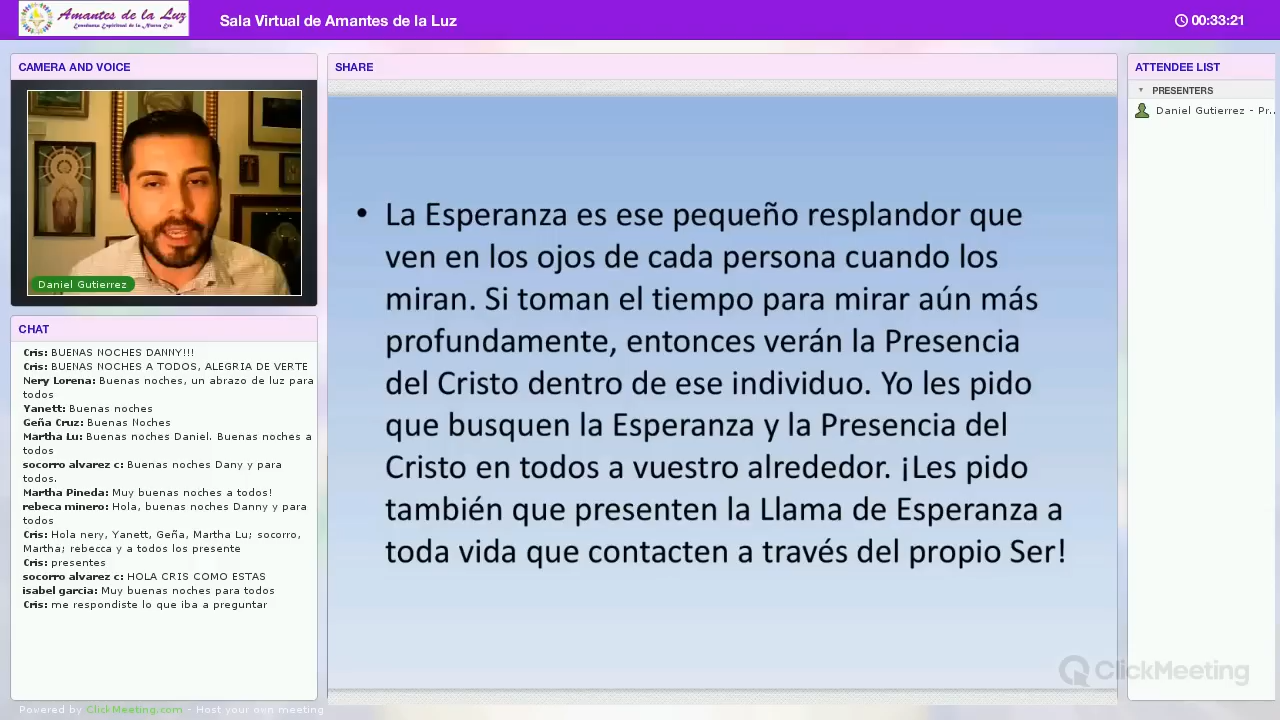 Amantes de la Luz
Enseñanza Espiritual de la Nueva Era
Sala Virtual de Amantes de la Luz
00:33:21
CAMERA AND VOICE
Daniel Gutierrez
CHAT
Cris: BUENAS NOCHES DANNY!!!
Cris: BUENAS NOCHES A TODOS, ALEGRIA DE VERTE
Nery Lorena: Buenas noches, un abrazo de luz para
todos
Yanett: Buenas noches
Geña Cruz: Buenas Noches
Martha Lu: Buenas noches Daniel. Buenas noches a
todos
socorro alvarez c: Buenas noches Dany y para
todos.
Martha Pineda: Muy buenas noches a todos!
rebeca minero: Hola, buenas noches Danny y para
todos
Cris: Hola nery, Yanett, Geña, Martha Lu; socorro,
Martha; rebecca y a todos los presente
Cris: presentes
socorro alvarez c: HOLA CRIS COMO ESTAS
isabel garcia: Muy buenas noches para todos
Cris: me respondiste lo que iba a preguntar
SHARE
• La Esperanza es ese pequeño resplandor que
ven en los ojos de cada persona cuando los
miran. Si toman el tiempo para mirar aún más
profundamente, entonces verán la Presencia
del Cristo dentro de ese individuo. Yo les pido
que busquen la Esperanza y la Presencia del
Cristo en todos a vuestro alrededor. ¡Les pido
también que presenten la Llama de Esperanza a
toda vida que contacten a través del propio Ser!
ClickMeeting
ATTENDEE LIST
PRESENTERS
Daniel Gutierrez - Pr...
Powered by ClickMeeting.com - Host your own meeting